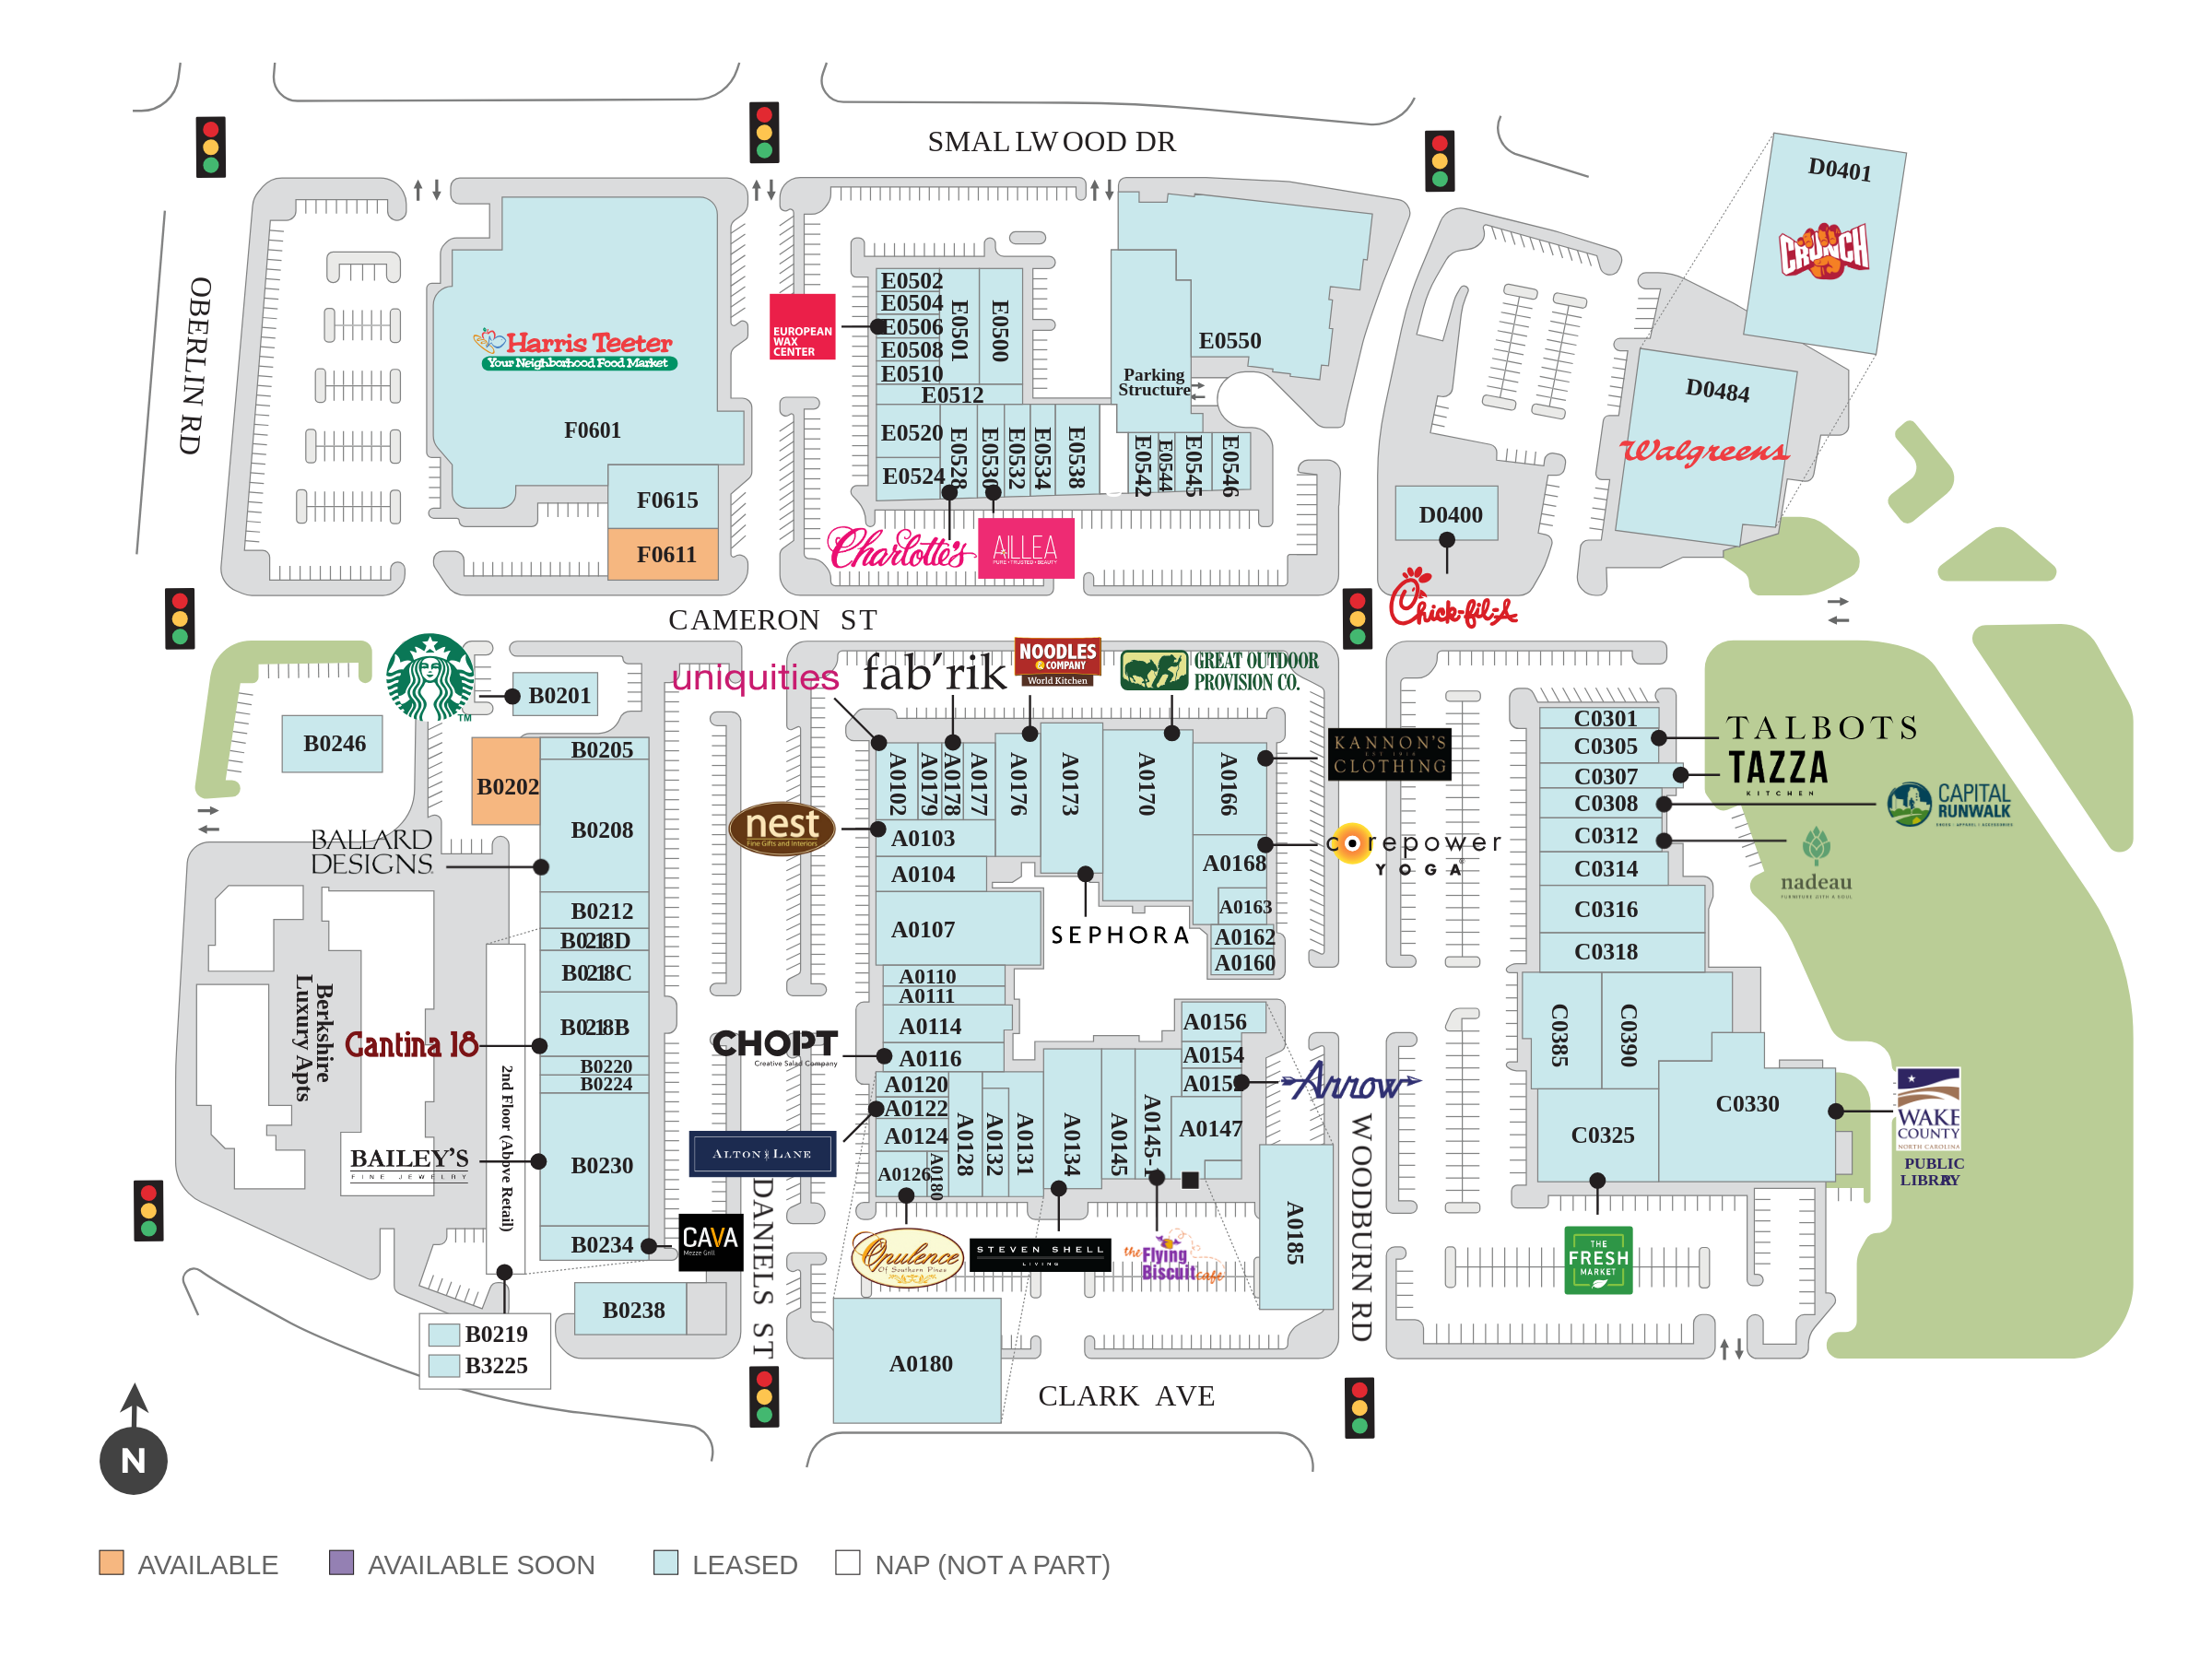 SMALLWOOD DR
D0401
CRUNCH
OBERLIN RD
Harris Teeter
Your Neighborhood Food Market
F0601
F0615
F0611
EUROPEAN
WAX
CENTER
E0502
E0504
E0506
E0508
E0510
E0501
E0500
E0512
E0520
E0524
E0528
E0530
E0532
E0534
E0538
Parking
Structure
E0550
E0542
E0544
E0545
E0546
D0484
Walgreens
D0400
Charlotte's
AILLEA
PURE • TRUSTED • BEAUTY
Chick-fil-A
CAMERON ST
TM
B0201
B0246
B0202
B0205
B0208
BALLARD
DESIGNS
B0212
B0218D
B0218C
B0218B
B0220
B0224
B0230
B0234
B0238
Berkshire
Luxury Apts
Cantina 18
2nd Floor (Above Retail)
BAILEY'S
FINE JEWELRY
B0219
B3225
CAVA
Mezze Grill
DANIELS ST
uniquities
fab'rik
NOODLES
& COMPANY
World Kitchen
GREAT OUTDOOR
PROVISION CO.
nest
Fine Gifts and Interiors
A0102
A0179
A0178
A0177
A0176
A0173
A0170
A0166
A0103
A0104
A0107
A0168
A0163
A0162
A0160
SEPHORA
KANNON'S
CLOTHING
corepower
YOGA
A0110
A0111
A0114
A0116
CHOPT
Creative Salad Company
A0120
A0122
A0124
A0126
A0180
A0128
A0132
A0131
A0134
A0145
A0145-1
A0156
A0154
A0152
A0147
Arrow
ALTON LANE
Opulence
Of Southern Pines
STEVEN SHELL
LIVING
the Flying
Biscuit cafe
A0185
A0180
WOODBURN RD
CLARK AVE
C0301
C0305
C0307
C0308
C0312
C0314
C0316
C0318
C0385
C0390
C0325
C0330
TALBOTS
TAZZA
KITCHEN
CAPITAL
RUNWALK
nadeau
FURNITURE WITH A SOUL
WAKE
COUNTY
NORTH CAROLINA
PUBLIC
LIBRARY
THE
FRESH
MARKET
N
AVAILABLE
AVAILABLE SOON
LEASED
NAP (NOT A PART)